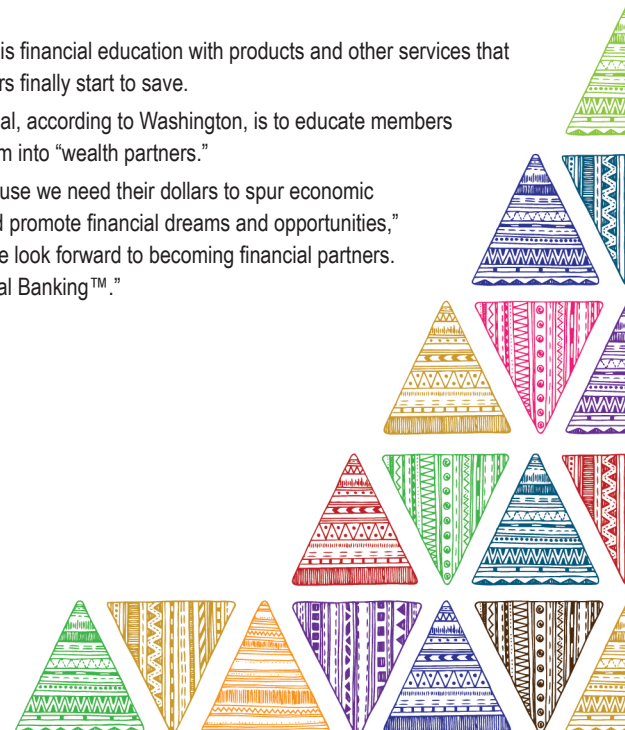 is financial education with products and other services that
rs finally start to save.
al, according to Washington, is to educate members
m into “wealth partners.”
use we need their dollars to spur economic
d promote financial dreams and opportunities,”
e look forward to becoming financial partners.
al Banking™.”